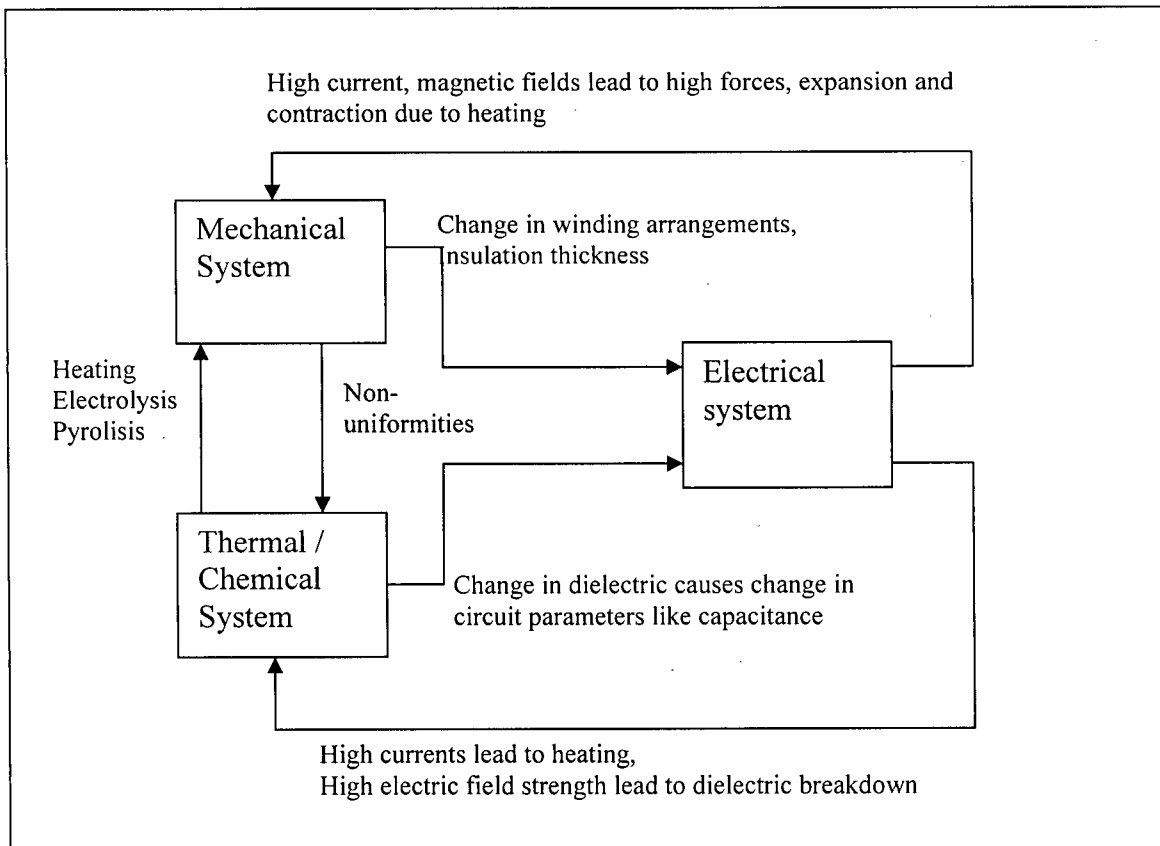 High current, magnetic fields lead to high forces, expansion and
contraction due to heating
Mechanical
System
Change in winding arrangements,
insulation thickness
Heating
Electrolysis
Pyrolisis
Non-
uniformities
Electrical
system
Thermal /
Chemical
System
Change in dielectric causes change in
circuit parameters like capacitance
High currents lead to heating,
High electric field strength lead to dielectric breakdown